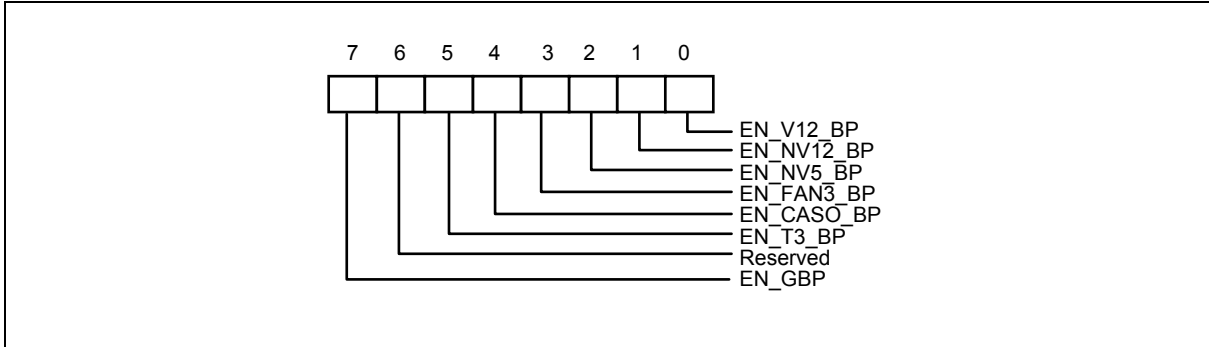 7 6 5 4 3 2 1 0
EN_V12_BP
EN_NV12_BP
EN_NV5_BP
EN_FAN3_BP
EN_CASO_BP
EN_T3_BP
Reserved
EN_GBP